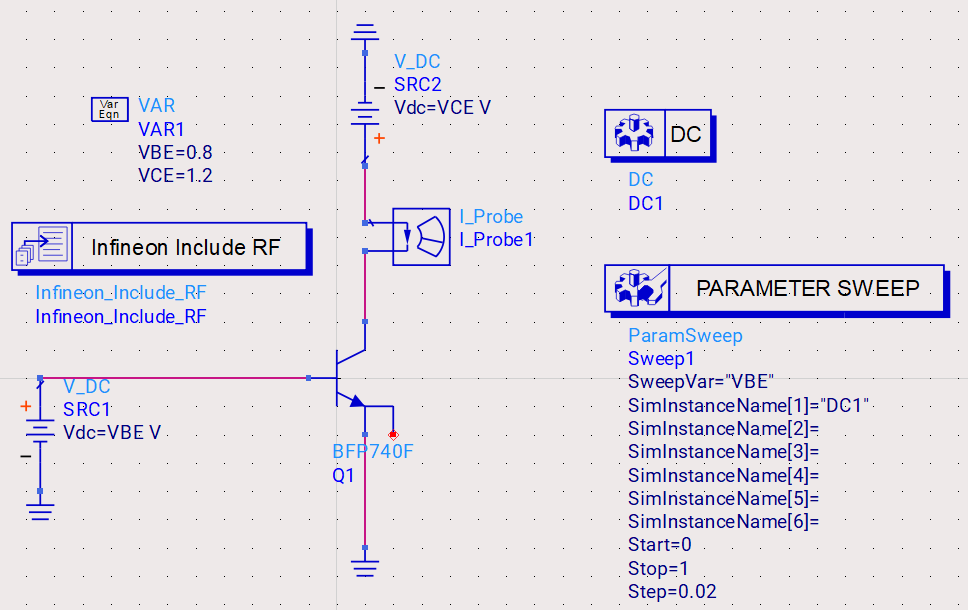 V_DC
SRC2
Vdc=VCE V
Var
Eqn
VAR
VAR1
VBE=0.8
VCE=1.2
DC
DC
DC1
I_Probe
I_Probe1
Infineon Include RF
Infineon_Include_RF
Infineon_Include_RF
PARAMETER SWEEP
ParamSweep
Sweep1
SweepVar="VBE"
SimInstanceName[1]="DC1"
SimInstanceName[2]=
SimInstanceName[3]=
SimInstanceName[4]=
SimInstanceName[5]=
SimInstanceName[6]=
Start=0
Stop=1
Step=0.02
V_DC
SRC1
Vdc=VBE V
BFP740F
Q1